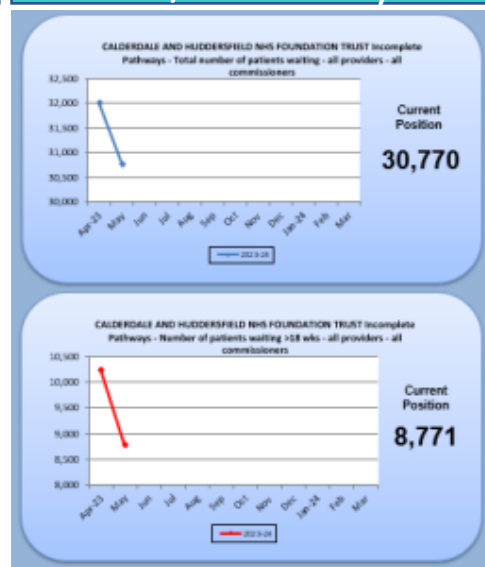 CALDERDALE AND HUDDERSFIELD NHS FOUNDATION TRUST Incomplete
Pathways - Total number of patients waiting - all providers - all
commissioners
32,500
32,000
31,500
31,000
30,500
30,000
Apr-23 May Jun Jul Aug Sep Oct Nov Dec Jan-24 Feb Mar
2023-24
Current
Position
30,770
CALDERDALE AND HUDDERSFIELD NHS FOUNDATION TRUST Incomplete
Pathways - Number of patients waiting >18 wks - all providers - all
commissioners
10,500
10,000
9,500
9,000
8,500
8,000
Apr-23 May Jun Jul Aug Sep Oct Nov Dec Jan-24 Feb Mar
2023-24
Current
Position
8,771